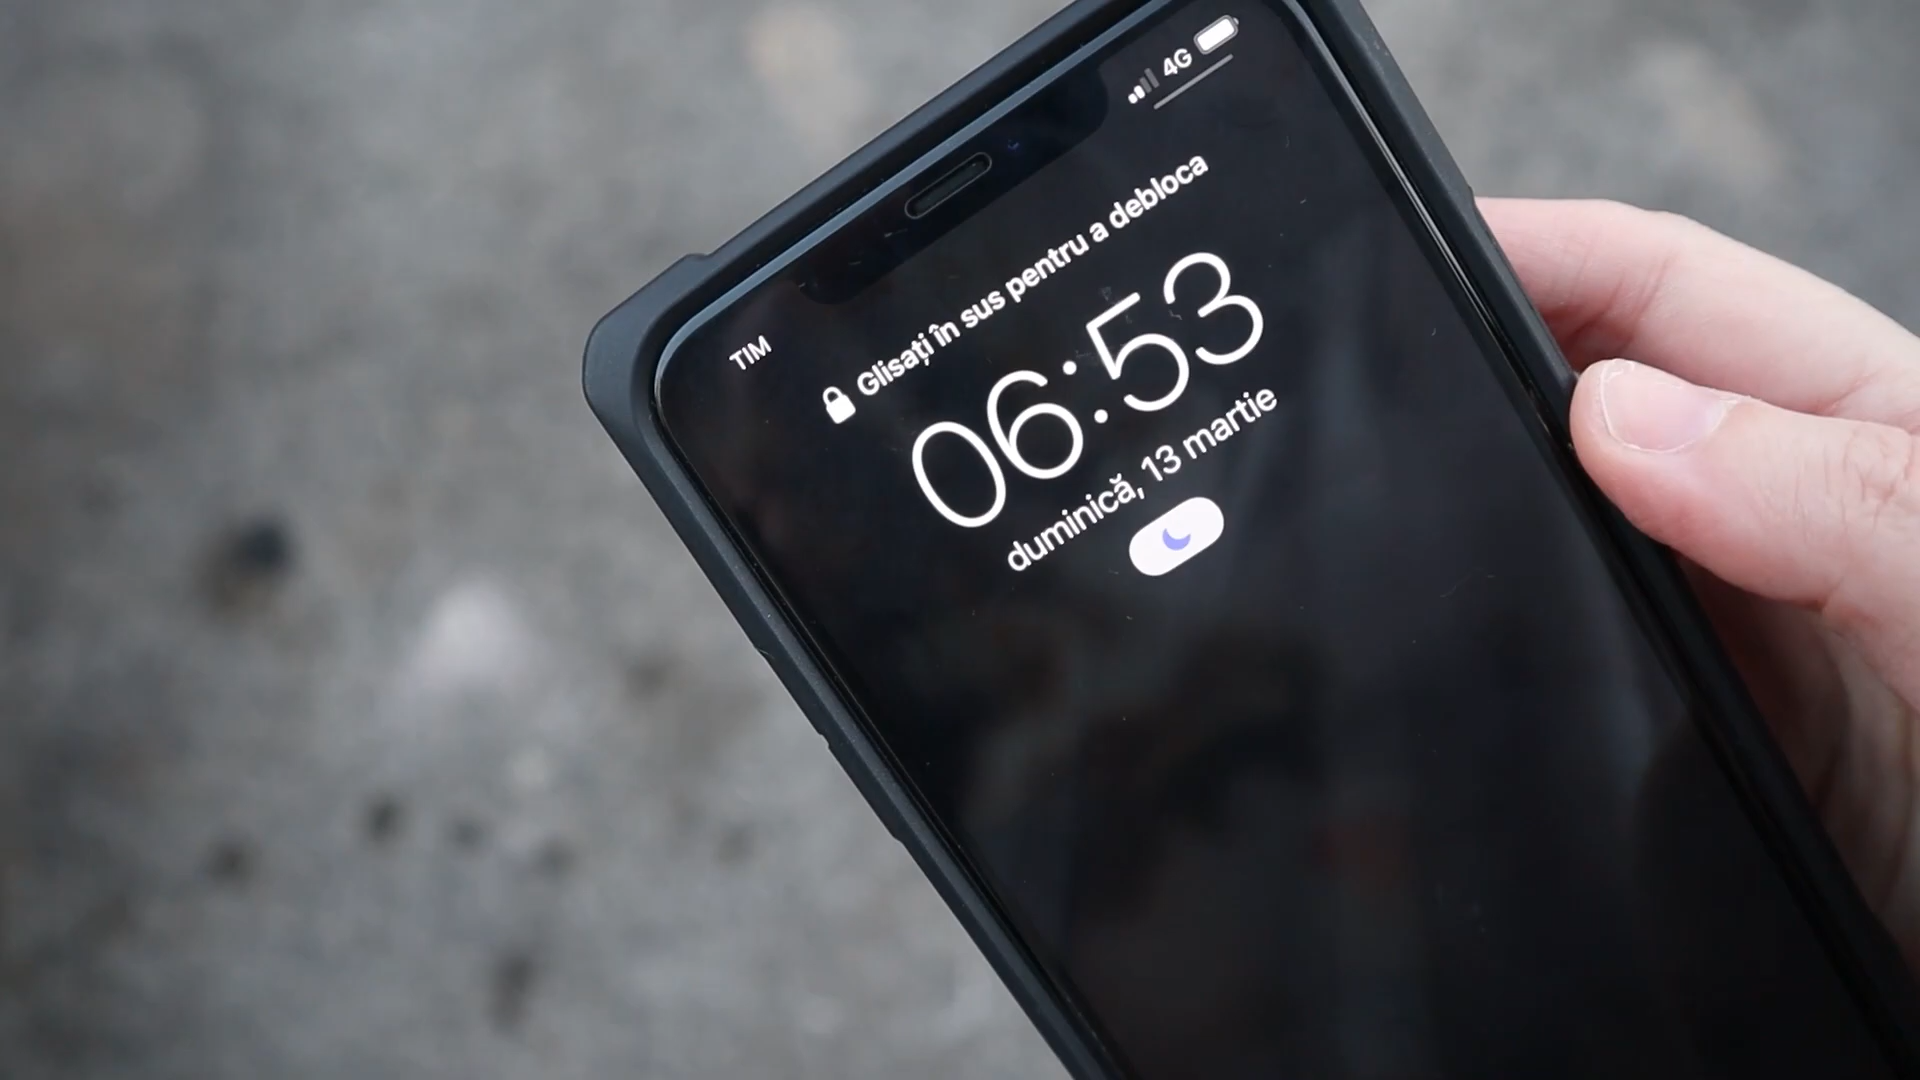 TIM
4G
Glisați în sus pentru a debloca
06:53
duminică, 13 martie